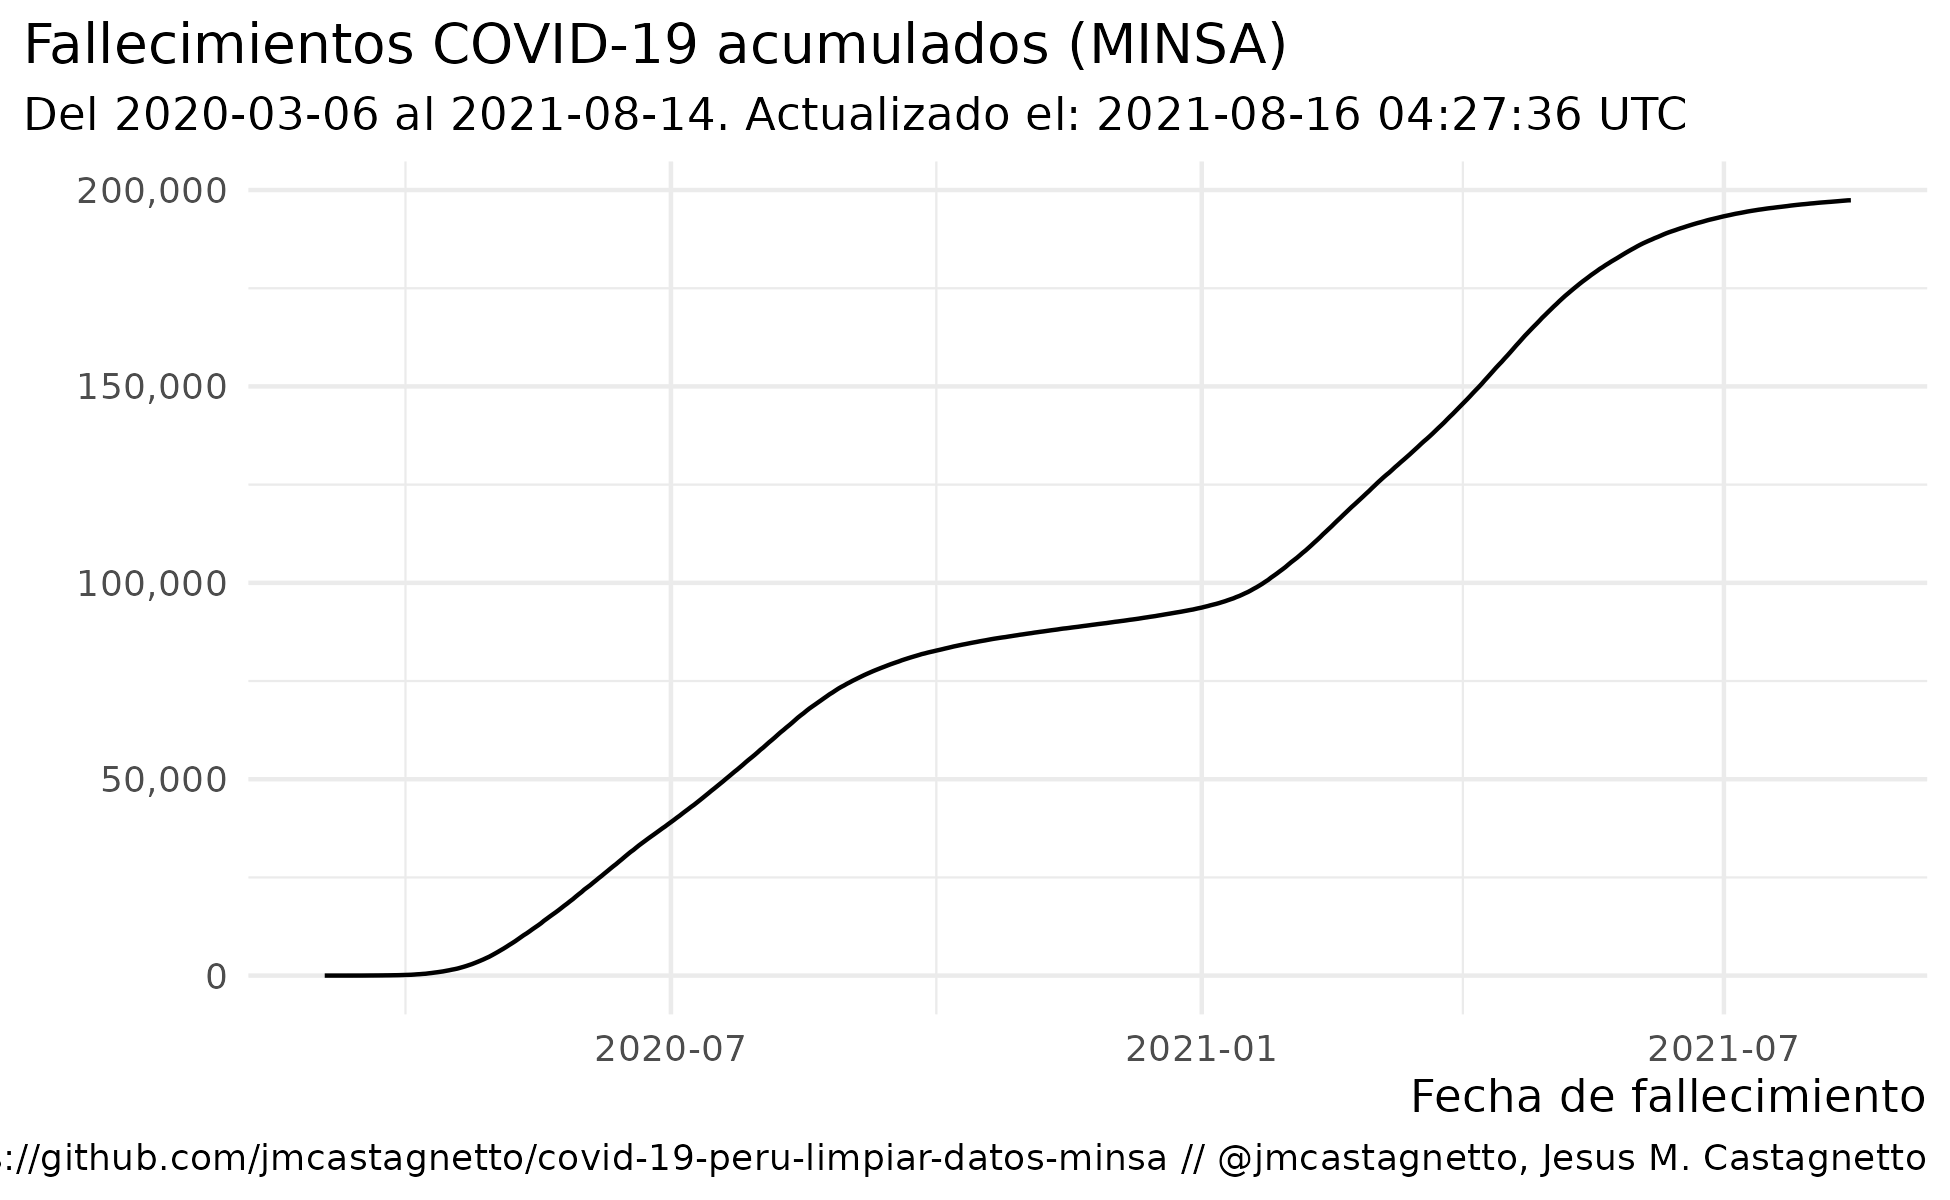 Fallecimientos COVID-19 acumulados (MINSA)
Del 2020-03-06 al 2021-08-14. Actualizado el: 2021-08-16 04:27:36 UTC
200,000
150,000
100,000
50,000
0
2020-07 2021-01 2021-07
Fecha de fallecimiento
://github.com/jmcastagnetto/covid-19-peru-limpiar-datos-minsa // @jmcastagnetto, Jesus M. Castagnetto